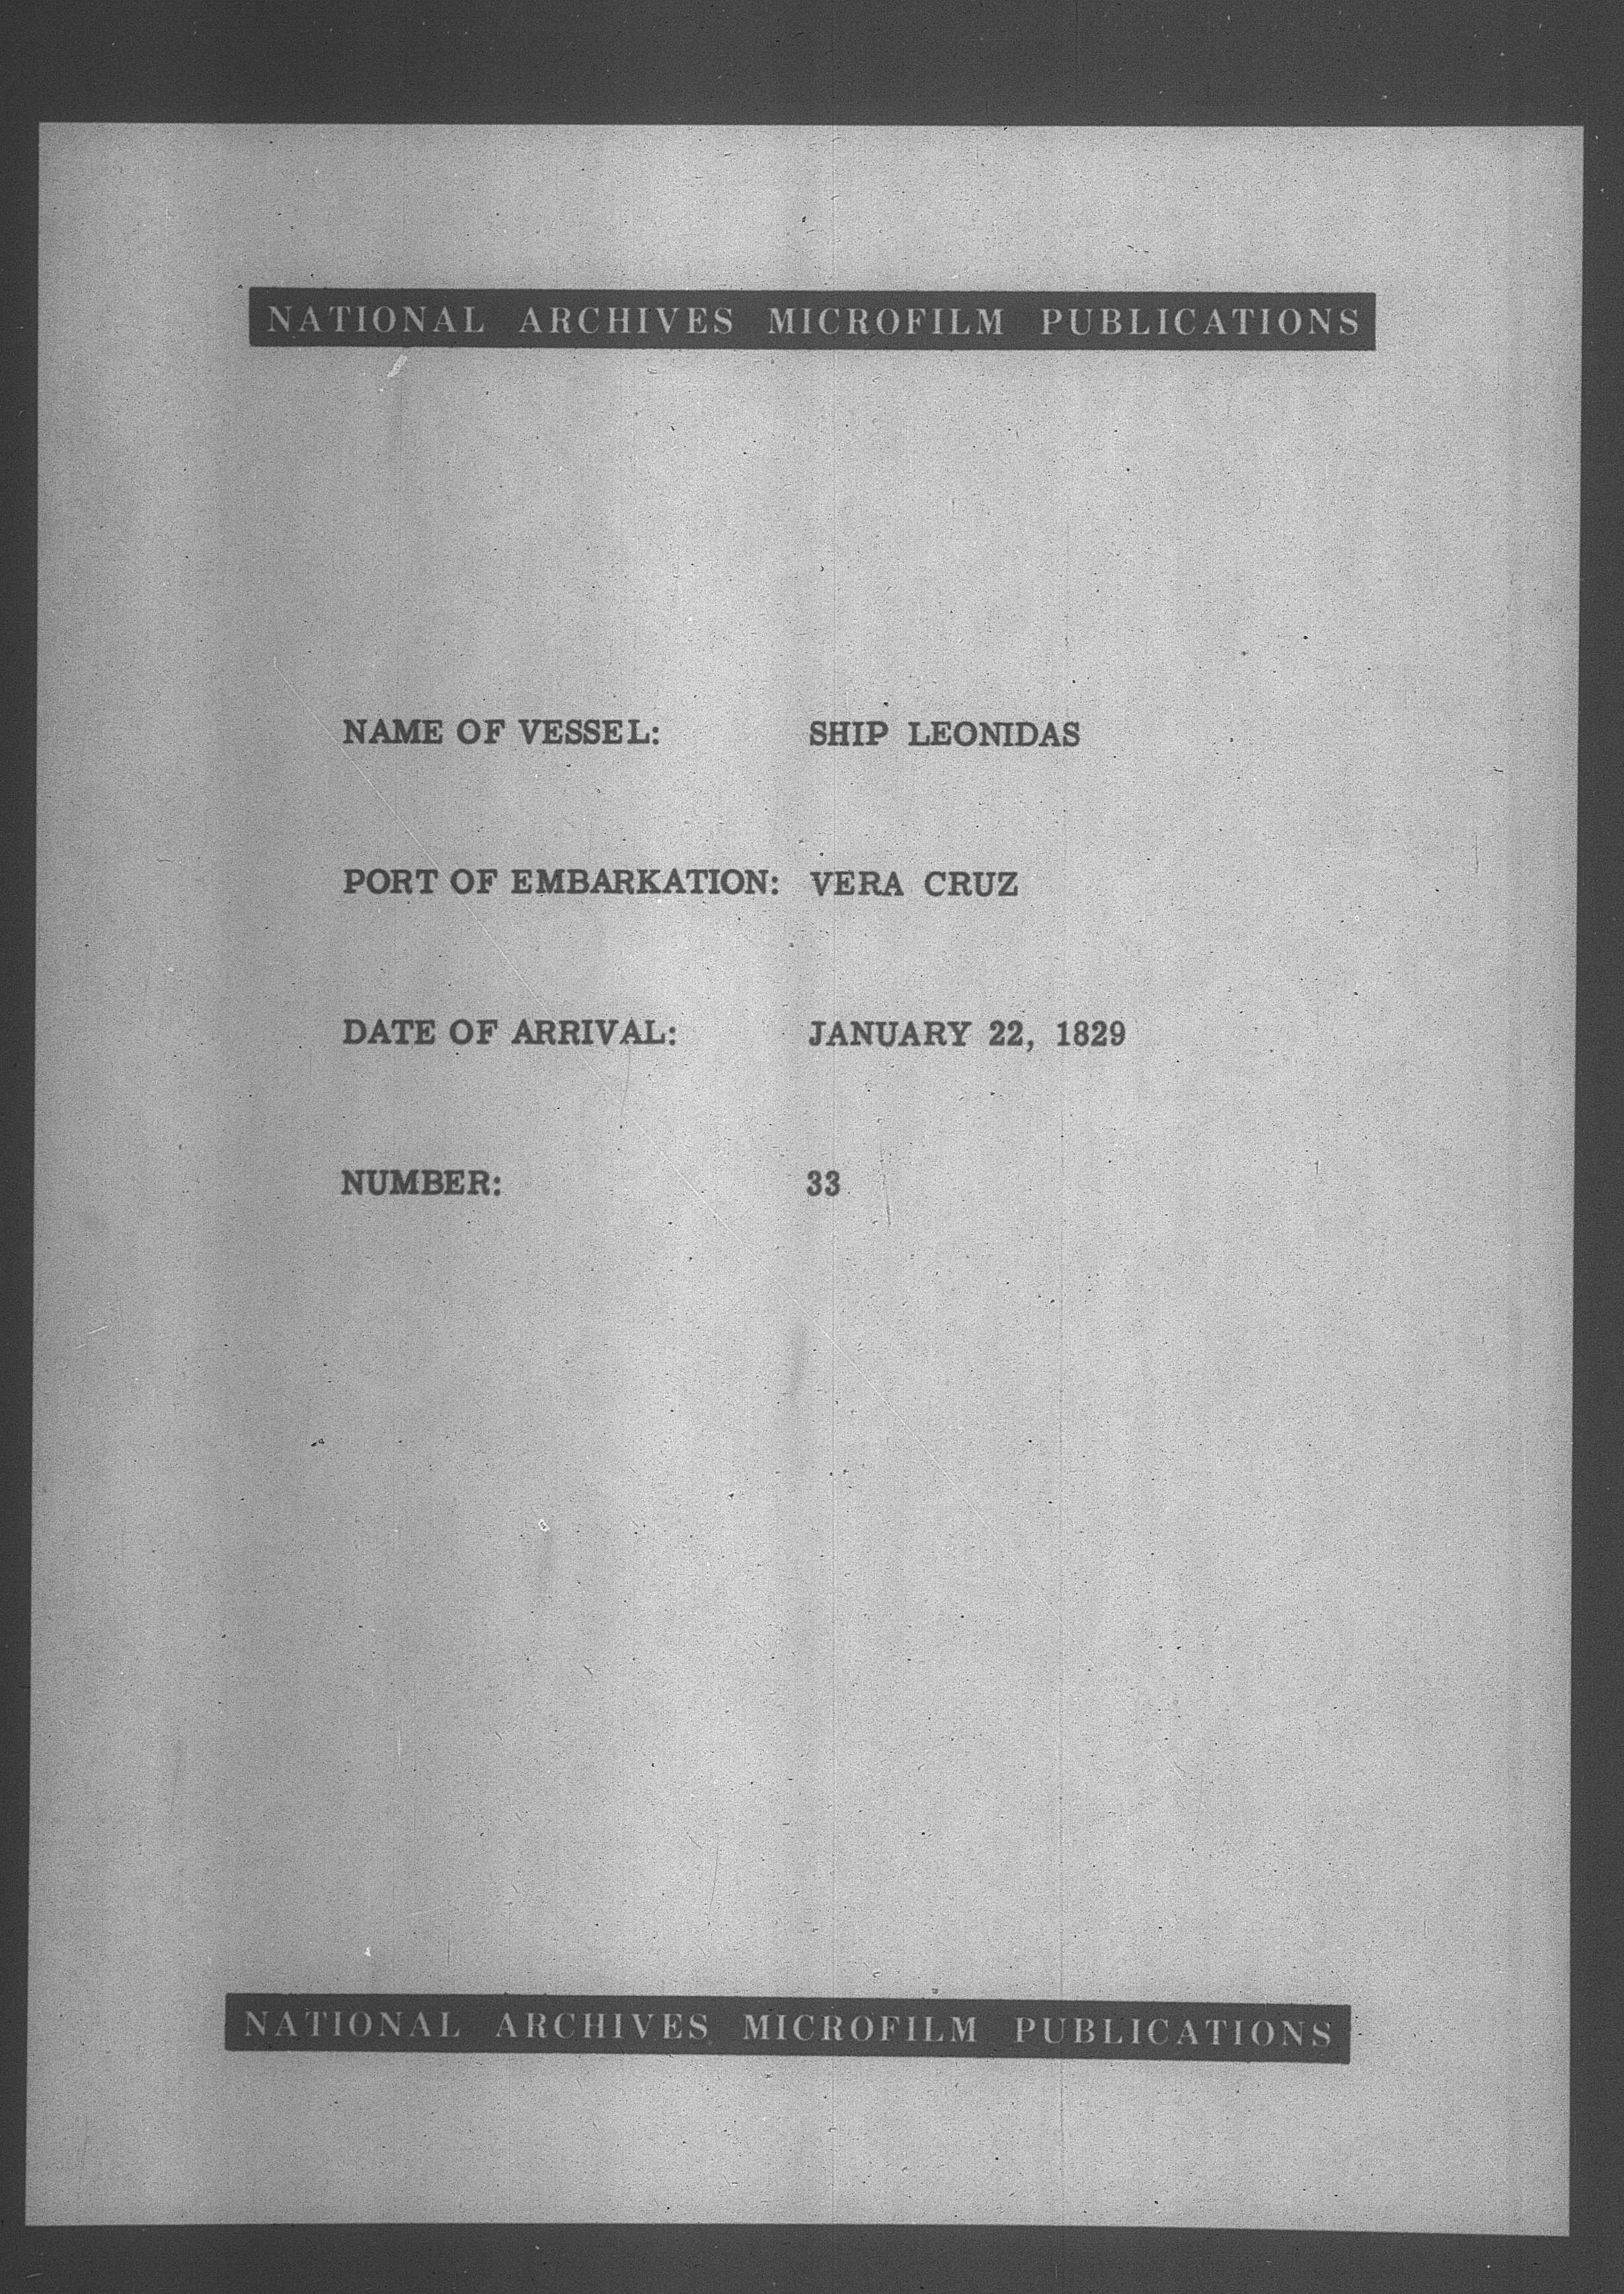 NATIONAL ARCHIVES MICROFILM PUBLICATIONS
NAME OF VESSEL: SHIP LEONIDAS
PORT OF EMBARKATION: VERA CRUZ
DATE OF ARRIVAL: JANUARY 22, 1829
NUMBER: 33
NATIONAL ARCHIVES MICROFILM PUBLICATIONS